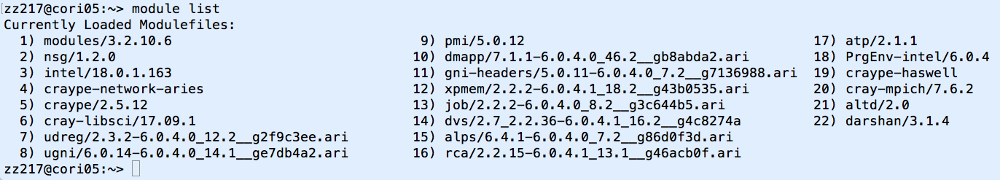 zz217@cori05:~> module list
Currently Loaded Modulefiles:
1) modules/3.2.10.6 9) pmi/5.0.12 17) atp/2.1.1
2) nsg/1.2.0 10) dmapp/7.1.1-6.0.4.0_46.2__gb8abda2.ari 18) PrgEnv-intel/6.0.4
3) intel/18.0.1.163 11) gni-headers/5.0.11-6.0.4.0_7.2__g7136988.ari 19) craype-haswell
4) craype-network-aries 12) xpmem/2.2.2-6.0.4.1_18.2__g43b0535.ari 20) cray-mpich/7.6.2
5) craype/2.5.12 13) job/2.2.2-6.0.4.0_8.2__g3c644b5.ari 21) altd/2.0
6) cray-libsci/17.09.1 14) dvs/2.7_2.2.36-6.0.4.1_16.2__g4c8274a 22) darshan/3.1.4
7) udreg/2.3.2-6.0.4.0_12.2__g2f9c3ee.ari 15) alps/6.4.1-6.0.4.0_7.2__g86d0f3d.ari
8) ugni/6.0.14-6.0.4.0_14.1__ge7db4a2.ari 16) rca/2.2.15-6.0.4.1_13.1__g46acb0f.ari
zz217@cori05:~>